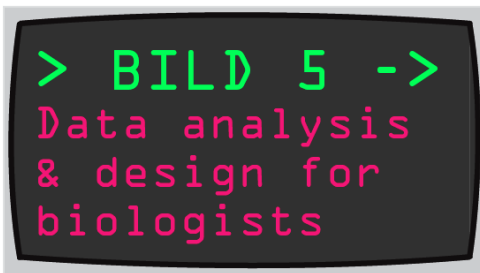 > BILD 5 ->
Data analysis
& design for
biologists